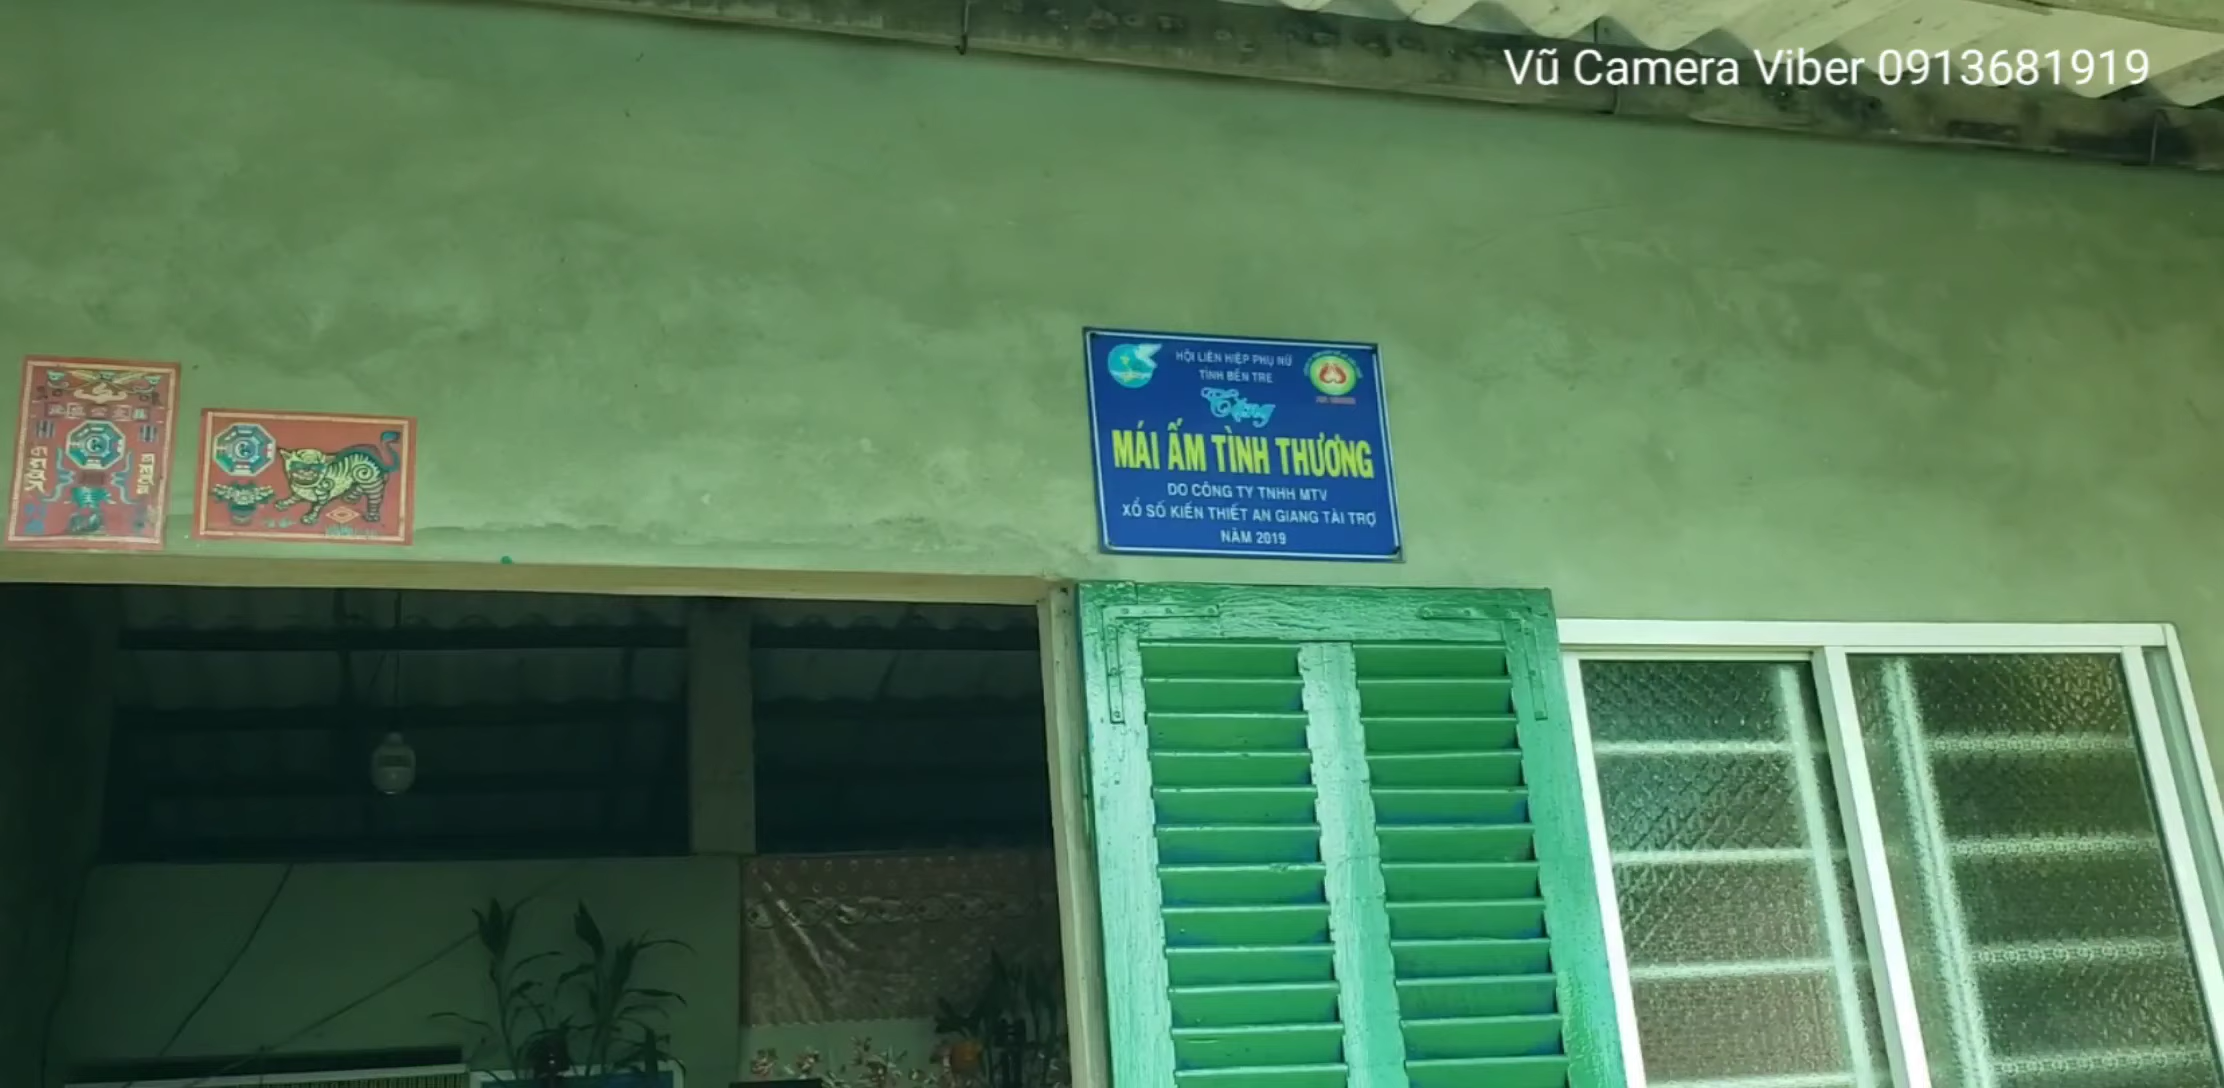 Vũ Camera Viber 0913681919
HỘI LIÊN HIỆP PHỤ NỮ
TỈNH BẾN TRE
Tặng
MÁI ẤM TÌNH THƯƠNG
DO CÔNG TY TNHH MTV
XỔ SỐ KIẾN THIẾT AN GIANG TÀI TRỢ
NĂM 2019